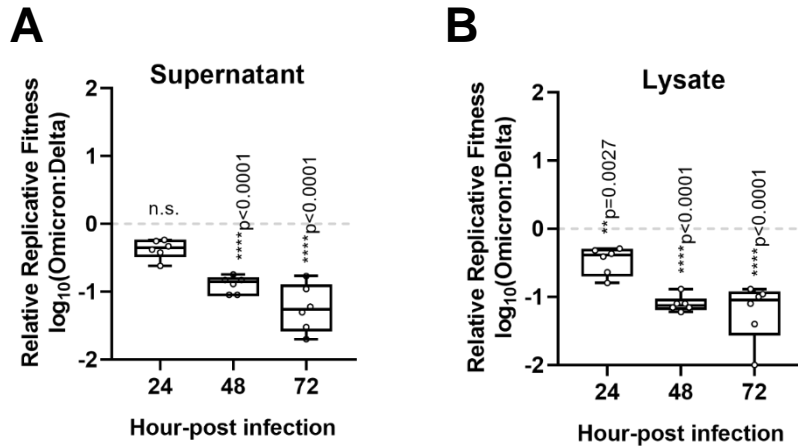 A
Supernatant
Relative Replicative Fitness
log10(Omicron:Delta)
2
1
0
-1
-2
n.s.
****p<0.0001
****p<0.0001
24 48 72
Hour-post infection
B
Lysate
Relative Replicative Fitness
log10(Omicron:Delta)
2
1
0
-1
-2
**p=0.0027
****p<0.0001
****p<0.0001
24 48 72
Hour-post infection